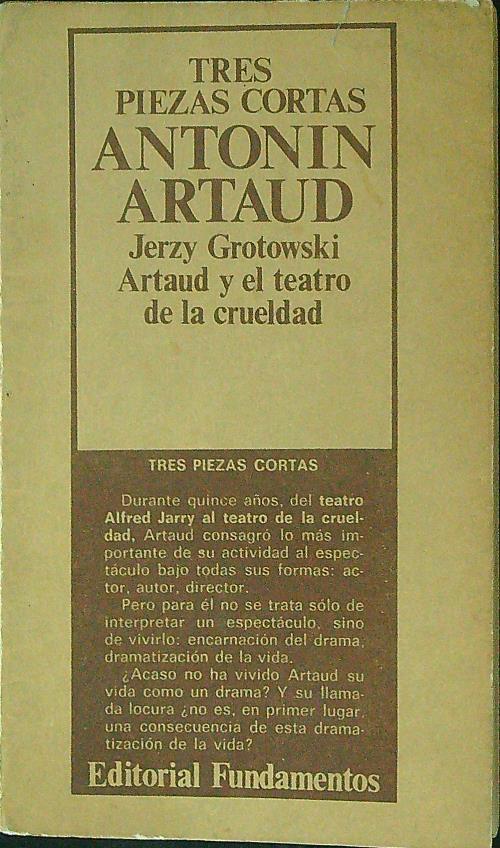 TRES
PIEZAS CORTAS
ANTONIN
ARTAUD
Jerzy Grotowski
Artaud y el teatro
de la crueldad
TRES PIEZAS CORTAS
Durante quince años, del teatro
Alfred Jarry al teatro de la cruel-
dad, Artaud consagró lo más im-
portante de su actividad al espec-
táculo bajo todas sus formas: ac-
tor, autor, director.
Pero para él no se trata sólo de
interpretar un espectáculo, sino
de vivirlo: encarnación del drama,
dramatización de la vida.
¿Acaso no ha vivido Artaud su
vida como un drama? Y su llama-
da locura ¿no es, en primer lugar,
una consecuencia de esta drama-
tización de la vida?
Editorial Fundamentos